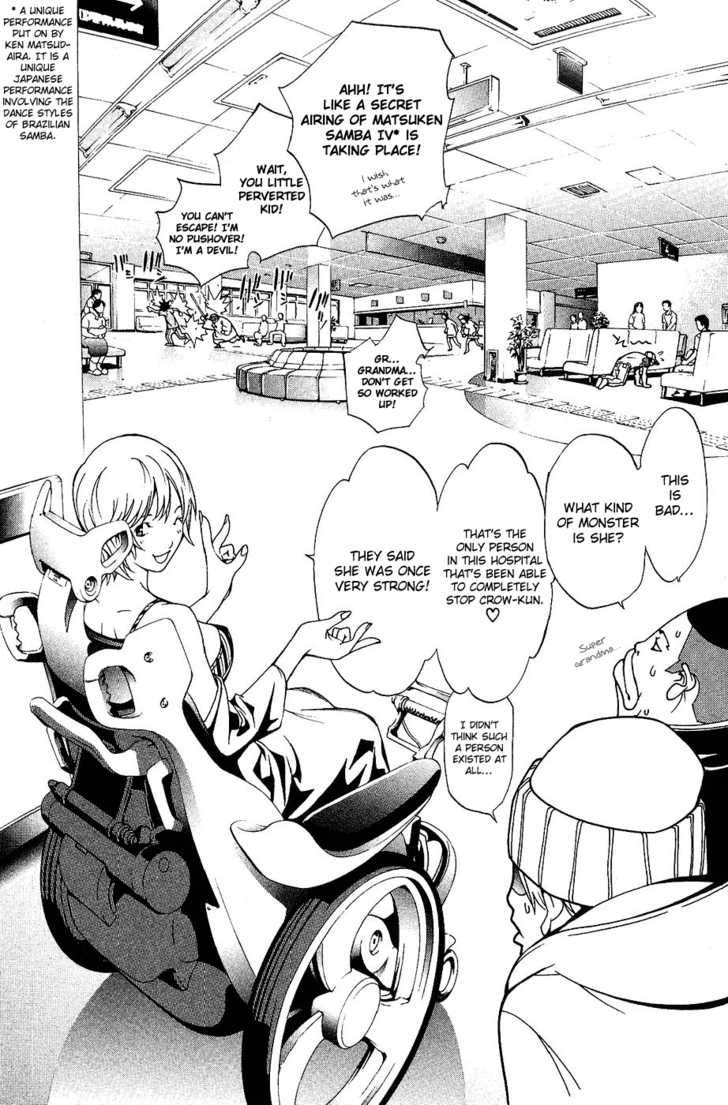 * A UNIQUE
PERFORMANCE
PUT ON BY
KEN MATSUD-
AIRA. IT IS A
UNIQUE
JAPANESE
PERFORMANCE
INVOLVING THE
DANCE STYLES
OF BRAZILIAN
SAMBA.
AHH! IT'S
LIKE A SECRET
AIRING OF MATSUKEN
SAMBA IV* IS
TAKING PLACE!
I wish
that's what
it was...
WAIT,
YOU LITTLE
PERVERTED
KID!
YOU CAN'T
ESCAPE! I'M
NO PUSHOVER!
I'M A DEVIL!
GR...
GRANDMA...
DON'T GET
SO WORKED
UP!
THIS
IS
BAD...
WHAT KIND
OF MONSTER
IS SHE?
THAT'S THE
ONLY PERSON
IN THIS HOSPITAL
THAT'S BEEN ABLE
TO COMPLETELY
STOP CROW-KUN.
♡
THEY SAID
SHE WAS ONCE
VERY STRONG!
Super
grandma...
I DIDN'T
THINK SUCH
A PERSON
EXISTED AT
ALL...